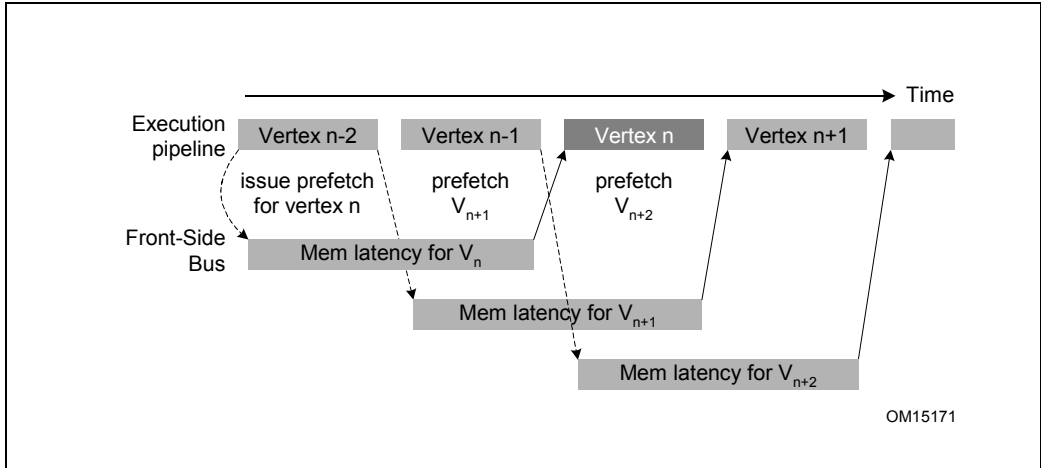 Time
Execution
pipeline
Vertex n-2
Vertex n-1
Vertex n
Vertex n+1
issue prefetch
for vertex n
prefetch
Vn+1
prefetch
Vn+2
Front-Side
Bus
Mem latency for Vn
Mem latency for Vn+1
Mem latency for Vn+2
OM15171